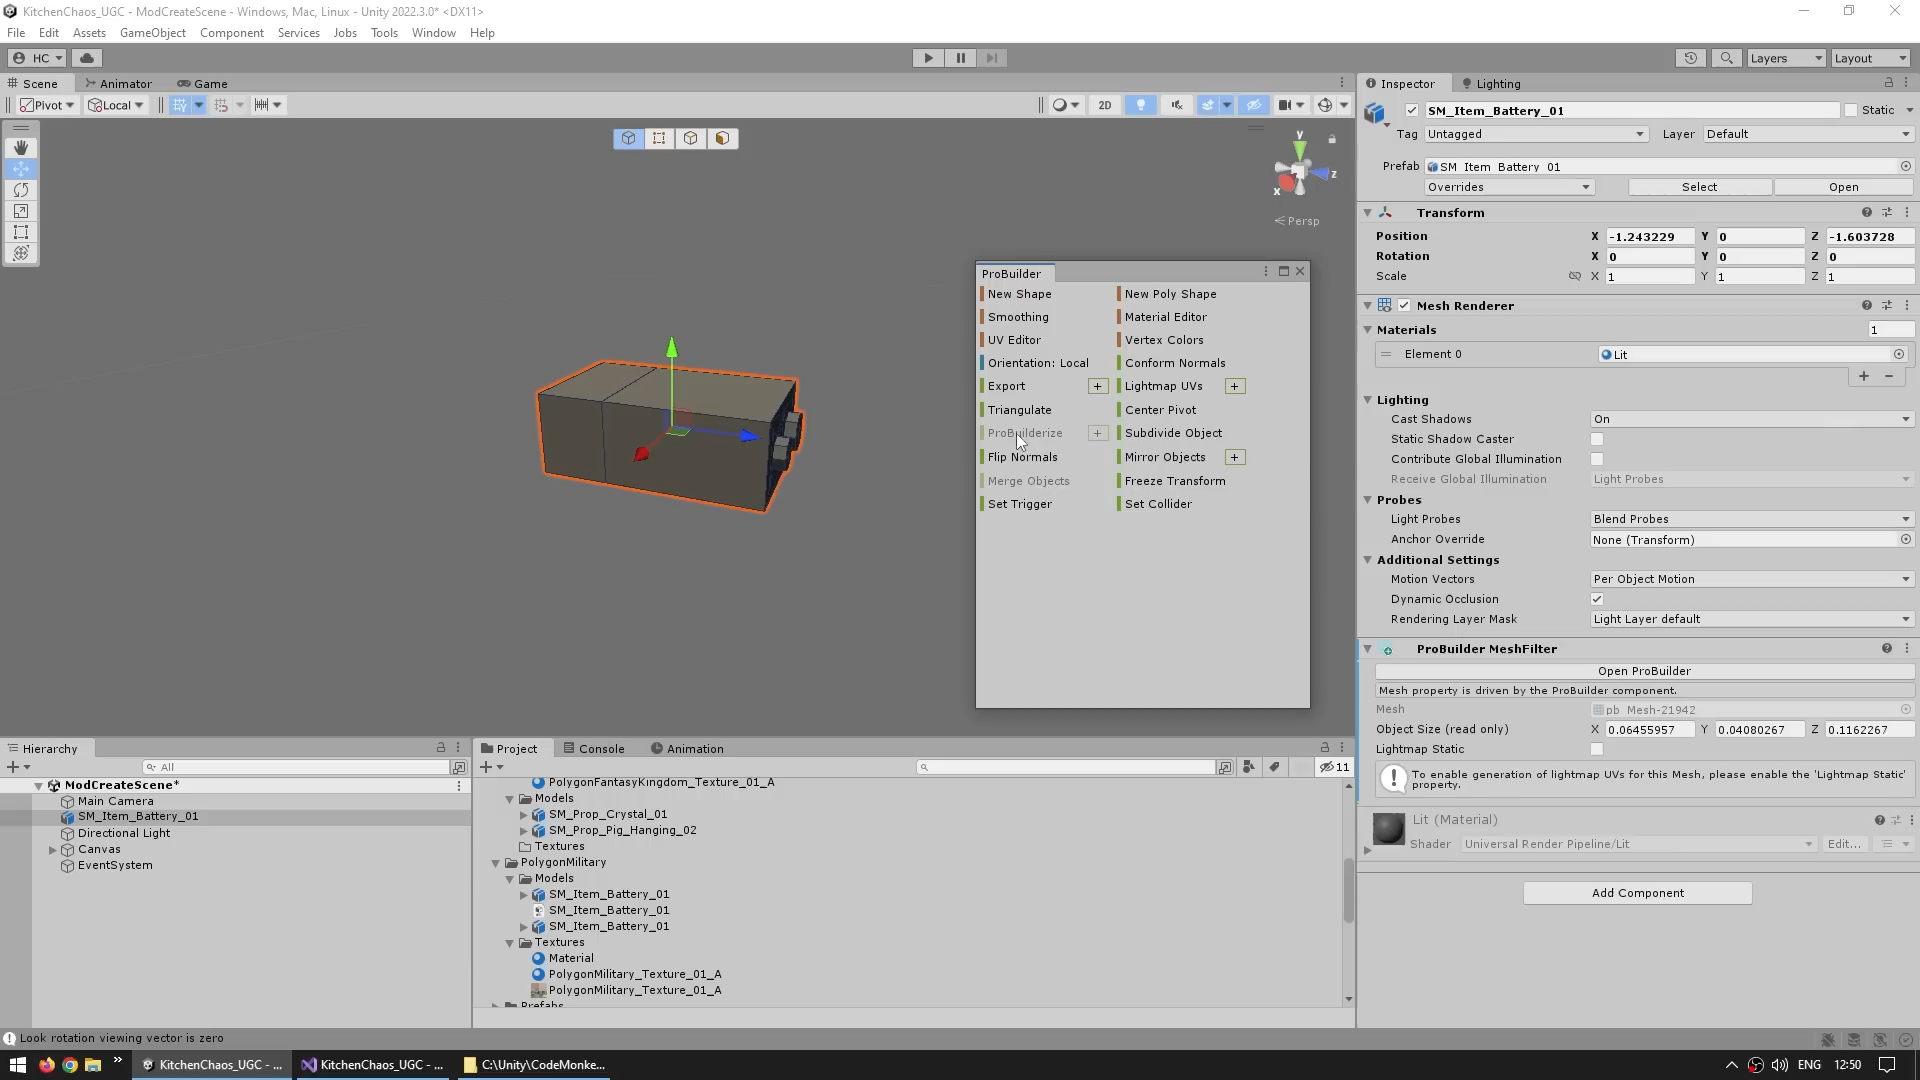 KitchenChaos_UGC - ModCreateScene - Windows, Mac, Linux - Unity 2022.3.0* <DX11>
File Edit Assets GameObject Component Services Jobs Tools Window Help
HC Layers Layout
Scene Animator Game
Pivot Local 2D
y
z
x
Persp
ProBuilder
New Shape New Poly Shape
Smoothing Material Editor
UV Editor Vertex Colors
Orientation: Local Conform Normals
Export + Lightmap UVs +
Triangulate Center Pivot
ProBuilderize + Subdivide Object
Flip Normals Mirror Objects +
Merge Objects Freeze Transform
Set Trigger Set Collider
Inspector Lighting
SM_Item_Battery_01 Static
Tag Untagged Layer Default
Prefab SM_Item_Battery_01
Overrides Select Open
Transform
Position X -1.243229 Y 0 Z -1.603728
Rotation X 0 Y 0 Z 0
Scale X 1 Y 1 Z 1
Mesh Renderer
Materials 1
Element 0 Lit
Lighting
Cast Shadows On
Static Shadow Caster
Contribute Global Illumination
Receive Global Illumination Light Probes
Probes
Light Probes Blend Probes
Anchor Override None (Transform)
Additional Settings
Motion Vectors Per Object Motion
Dynamic Occlusion
Rendering Layer Mask Light Layer default
ProBuilder MeshFilter
Open ProBuilder
Mesh property is driven by the ProBuilder component.
Mesh pb_Mesh-21942
Object Size (read only) X 0.06455957 Y 0.04080267 Z 0.1162267
Lightmap Static
To enable generation of lightmap UVs for this Mesh, please enable the 'Lightmap Static'
property.
Lit (Material)
Shader Universal Render Pipeline/Lit Edit...
Add Component
Hierarchy
All
ModCreateScene*
Main Camera
SM_Item_Battery_01
Directional Light
Canvas
EventSystem
Project Console Animation
11
PolygonFantasyKingdom_Texture_01_A
Models
SM_Prop_Crystal_01
SM_Prop_Pig_Hanging_02
Textures
PolygonMilitary
Models
SM_Item_Battery_01
SM_Item_Battery_01
SM_Item_Battery_01
Textures
Material
PolygonMilitary_Texture_01_A
PolygonMilitary_Texture_01_A
Prefabs
Look rotation viewing vector is zero
KitchenChaos_UGC - ... KitchenChaos_UGC - ... C:\Unity\CodeMonke... ENG 12:50